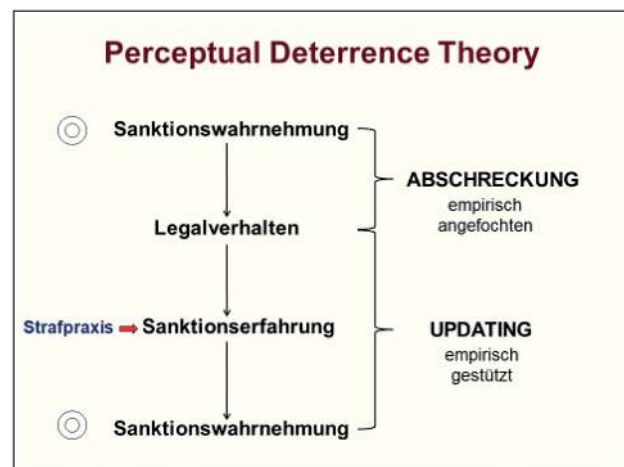 Perceptual Deterrence Theory
Sanktionswahrnehmung
ABSCHRECKUNG
empirisch
angefochten
Legalverhalten
Strafpraxis
Sanktionserfahrung
UPDATING
empirisch
gestützt
Sanktionswahrnehmung